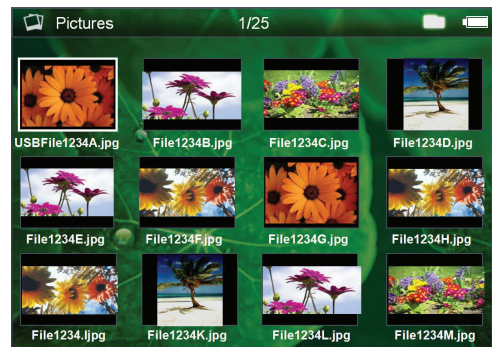 Pictures 1/25
USBFile1234A.jpg File1234B.jpg File1234C.jpg File1234D.jpg
File1234E.jpg File1234F.jpg File1234G.jpg File1234H.jpg
File1234.Ijpg File1234K.jpg File1234L.jpg File1234M.jpg